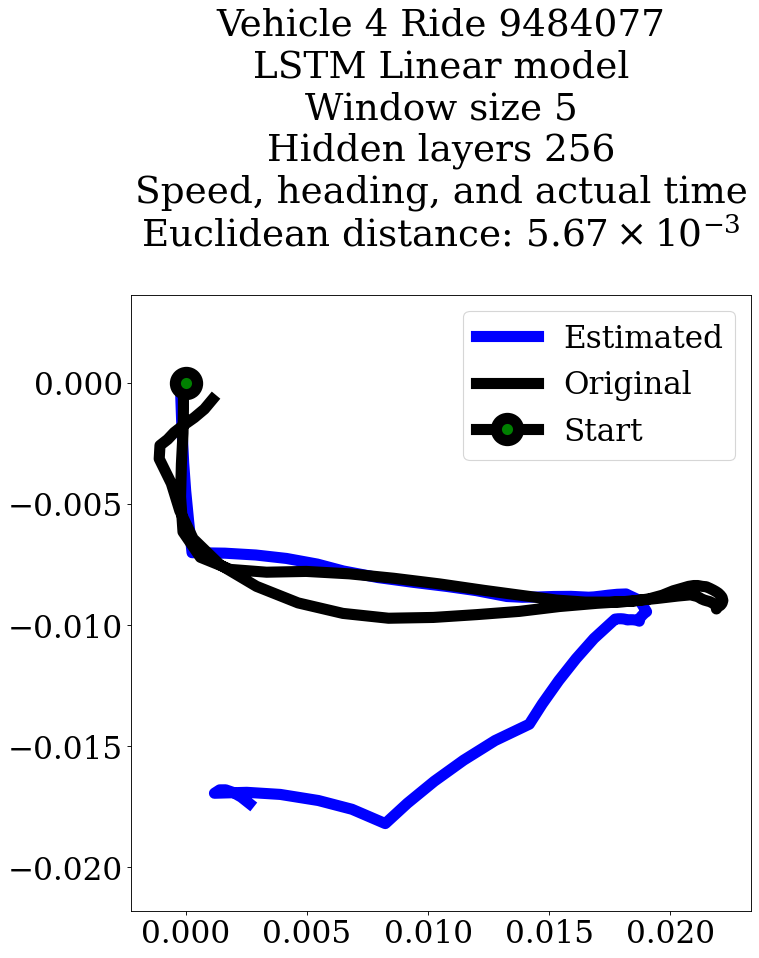 Vehicle 4 Ride 9484077
LSTM Linear model
Window size 5
Hidden layers 256
Speed, heading, and actual time
Euclidean distance: 5.67 × 10⁻³
Estimated
Original
Start
0.000
−0.005
−0.010
−0.015
−0.020
0.000 0.005 0.010 0.015 0.020